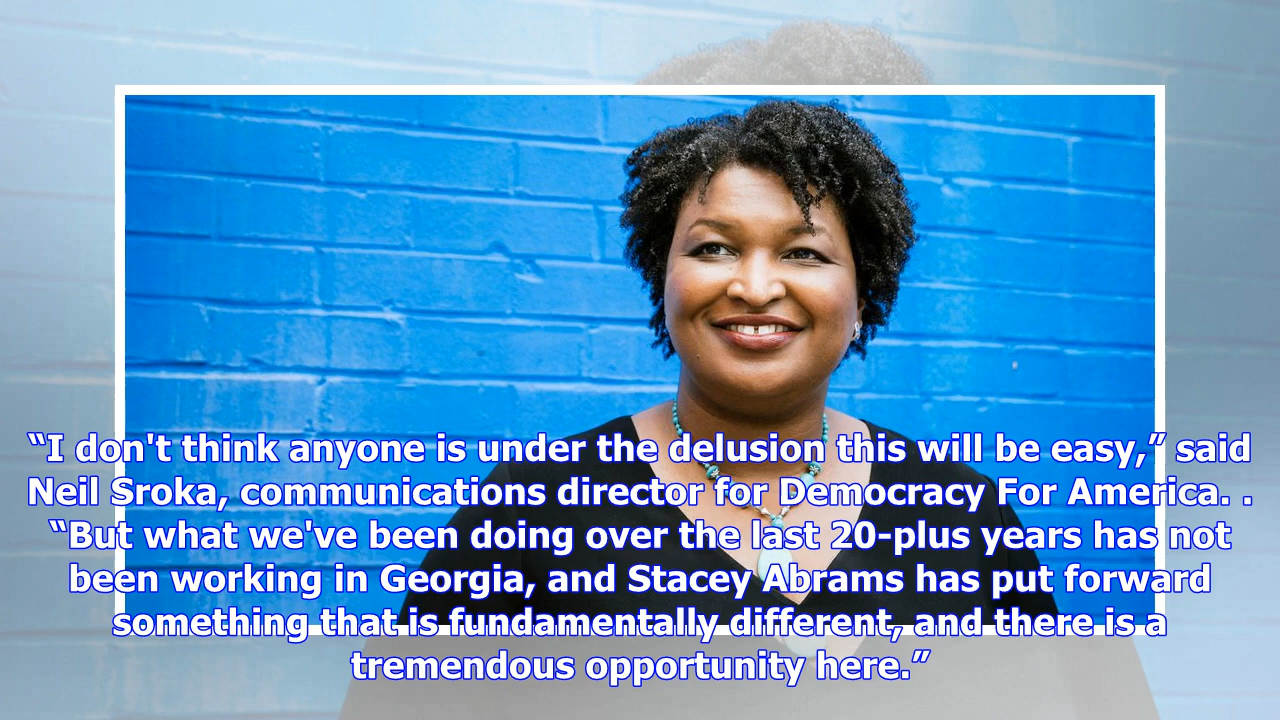 “I don't think anyone is under the delusion this will be easy,” said
Neil Sroka, communications director for Democracy For America. .
“But what we've been doing over the last 20-plus years has not
been working in Georgia, and Stacey Abrams has put forward
something that is fundamentally different, and there is a
tremendous opportunity here.”